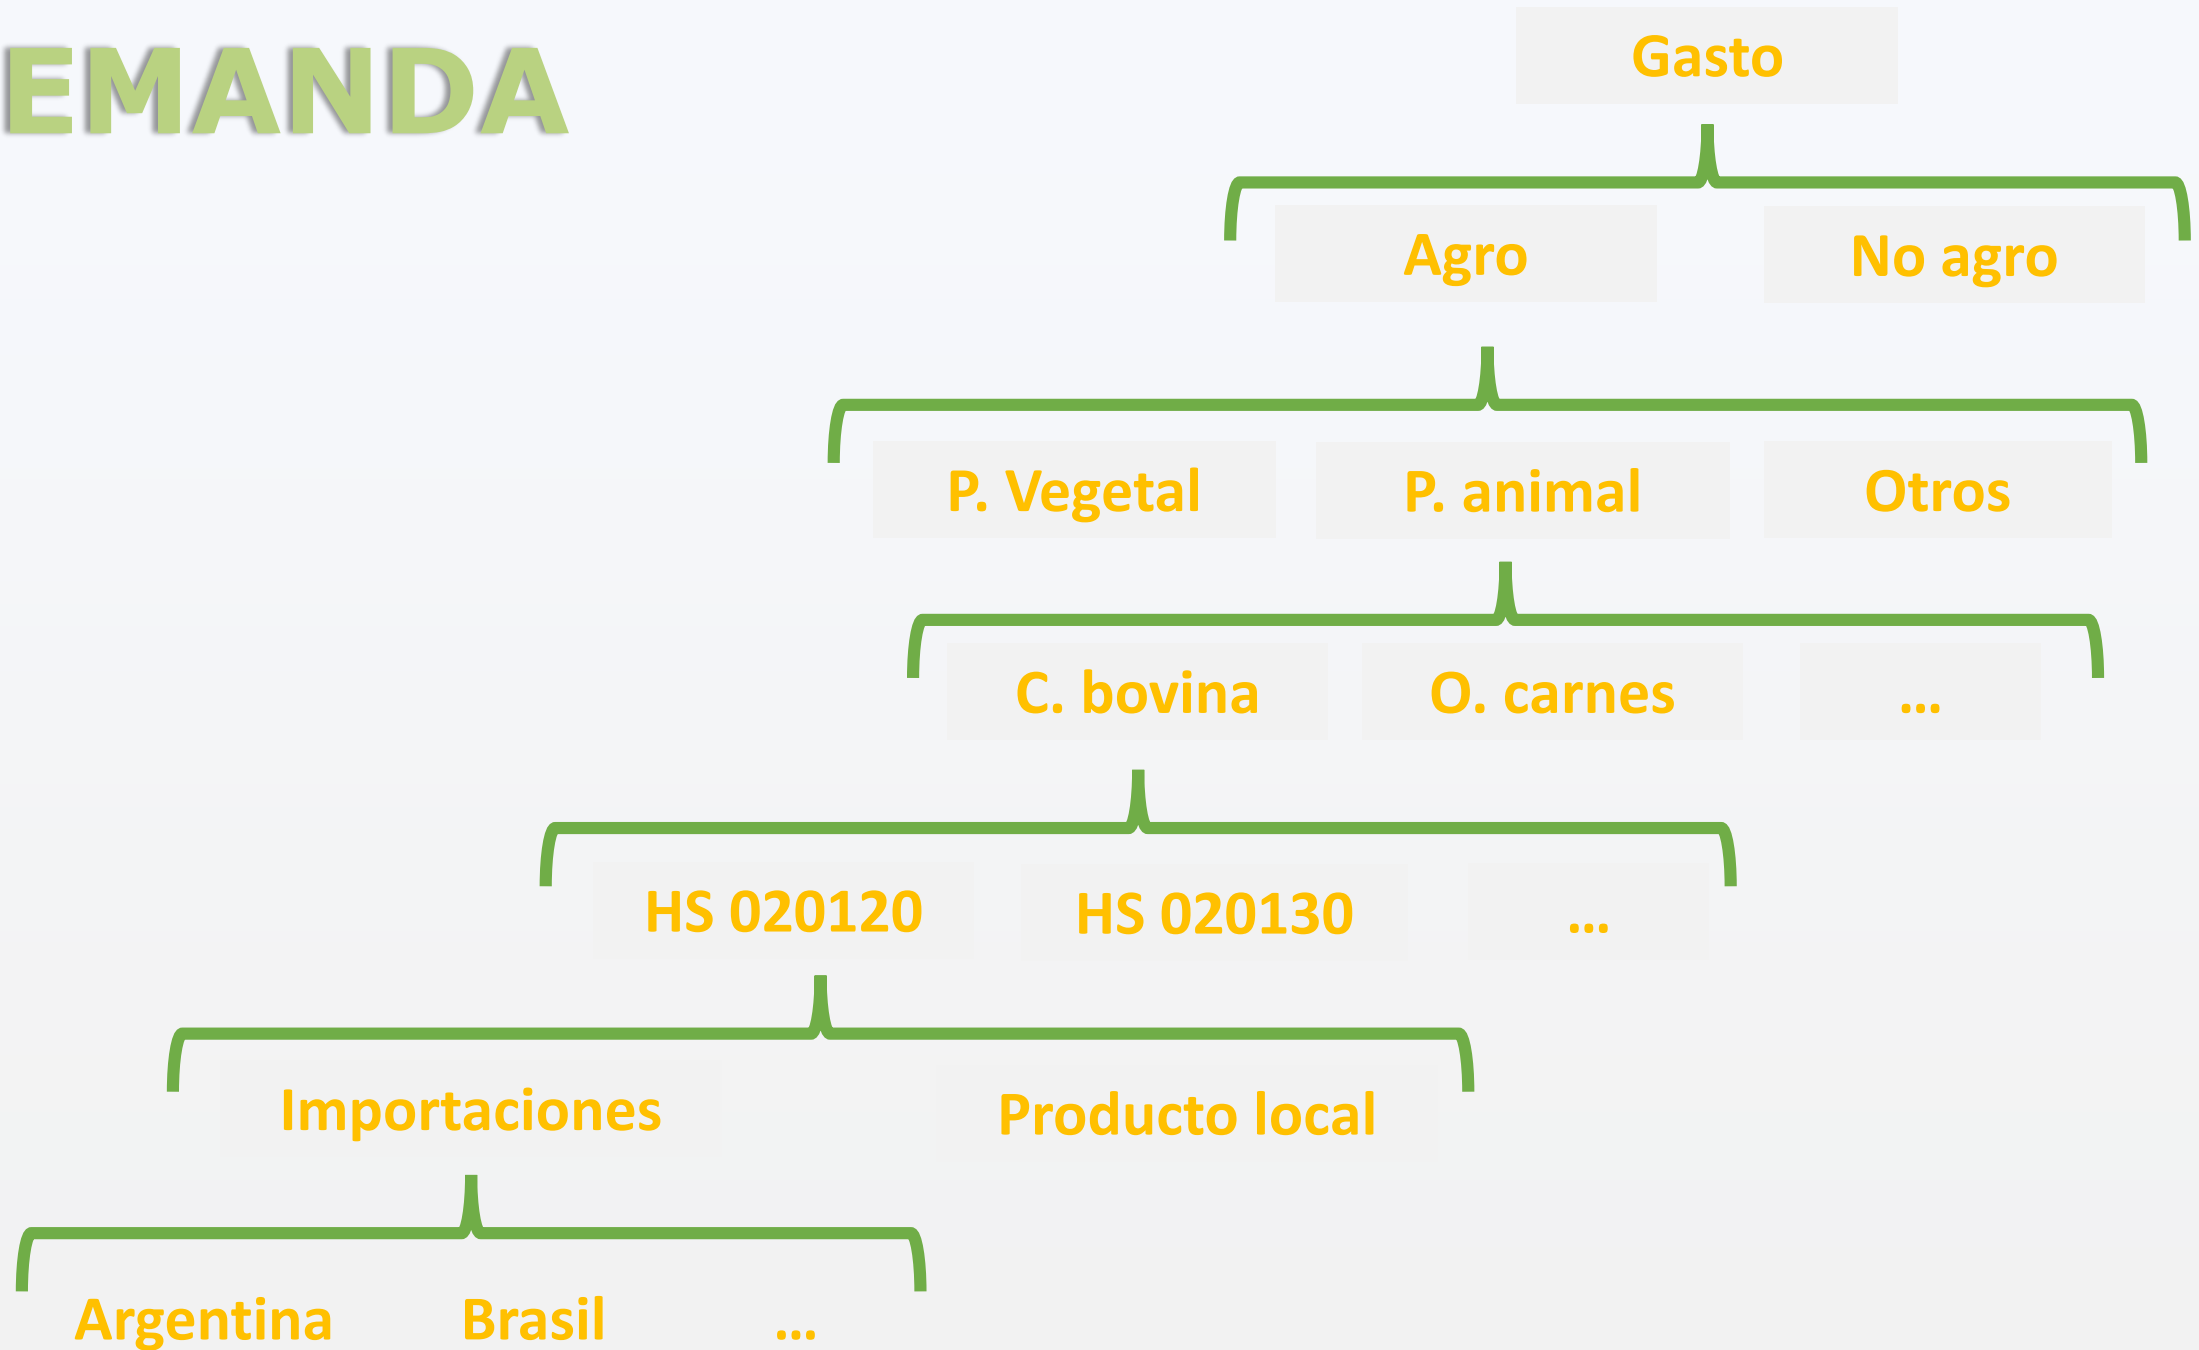 EMANDA
Gasto
Agro No agro
P. Vegetal P. animal Otros
C. bovina O. carnes ...
HS 020120 HS 020130 ...
Importaciones Producto local
Argentina Brasil ...